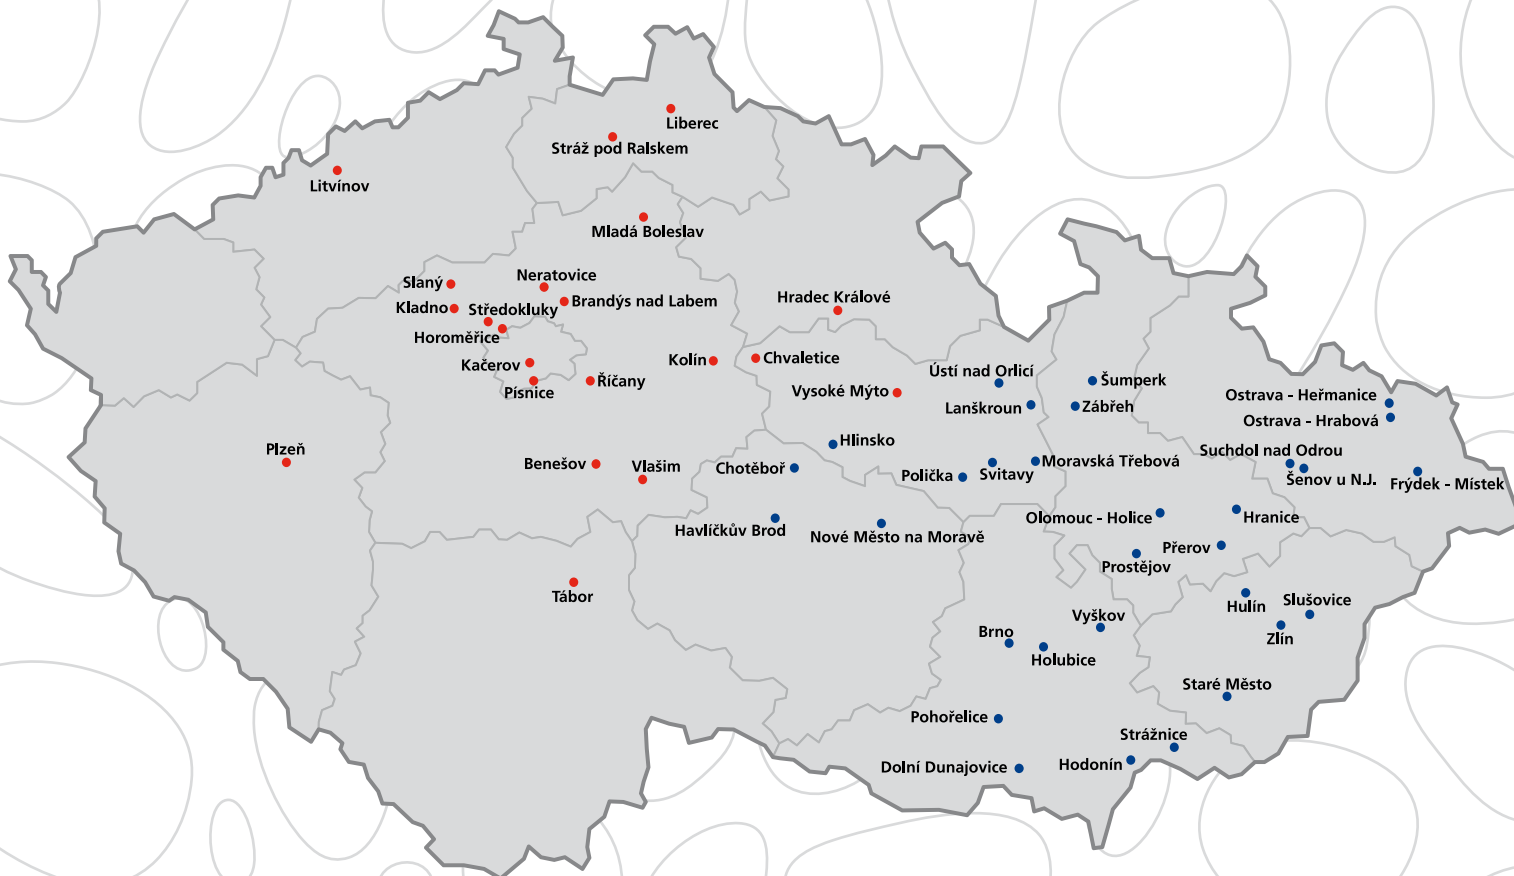 Liberec
Stráž pod Ralskem
Litvínov
Mladá Boleslav
Neratovice
Slaný
Brandýs nad Labem
Hradec Králové
Kladno
Středokluky
Horoměřice
Chvaletice
Kolín
Kačerov
Ústí nad Orlicí
Říčany
Šumperk
Písnice
Vysoké Mýto
Ostrava - Heřmanice
Lanškroun
Zábřeh
Ostrava - Hrabová
Hlinsko
Plzeň
Suchdol nad Odrou
Moravská Třebová
Benešov
Vlašim
Chotěboř
Polička
Svitavy
Šenov u N.J.
Frýdek - Místek
Olomouc - Holice
Hranice
Havlíčkův Brod
Nové Město na Moravě
Přerov
Prostějov
Tábor
Hulín
Slušovice
Vyškov
Brno
Zlín
Holubice
Staré Město
Pohořelice
Strážnice
Hodonín
Dolní Dunajovice